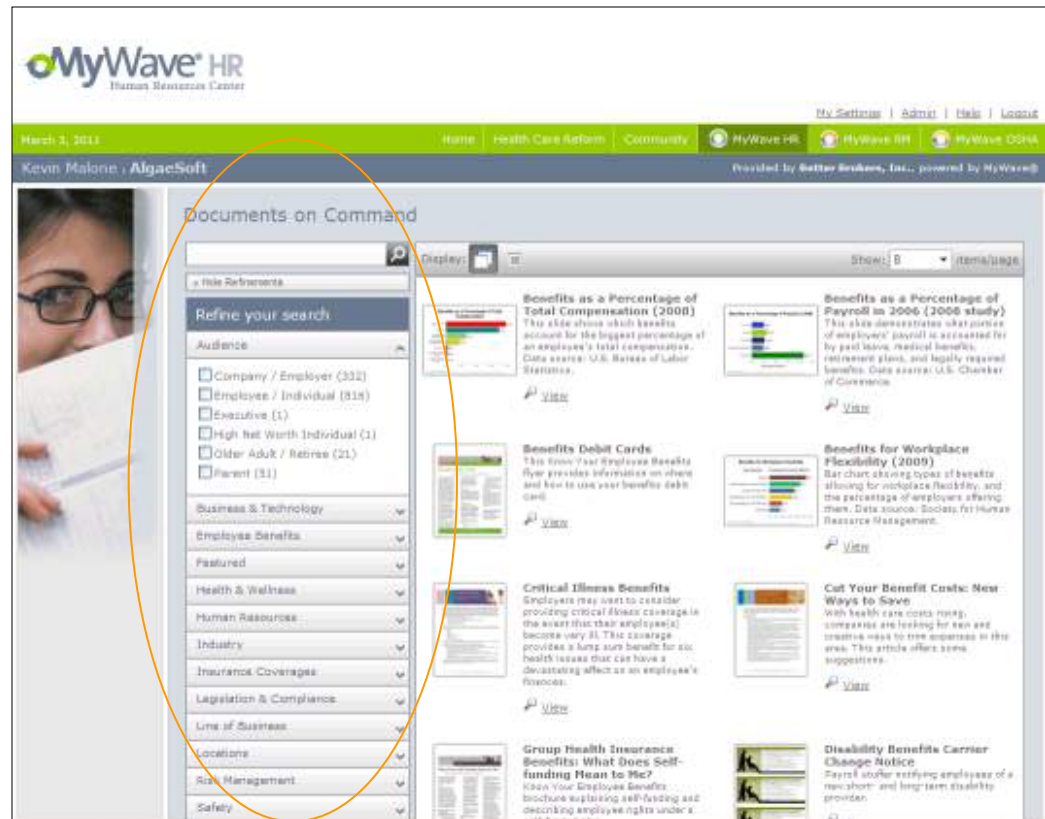 MyWave® HR
Human Resources Center
My Settings | Admin | Help | Logout
March 3, 2011
Home
Health Care Reform
Community
MyWave HR
MyWave RM
MyWave OSHA
Kevin Malone : AlgaeSoft
Provided by Better Brokers, Inc., powered by MyWave®
Documents on Command
Display:
Show: 8 items/page
« Hide Refinements
Refine your search
Audience
Company / Employer (332)
Employee / Individual (818)
Executive (1)
High Net Worth Individual (1)
Older Adult / Retiree (21)
Parent (51)
Business & Technology
Employee Benefits
Featured
Health & Wellness
Human Resources
Industry
Insurance Coverages
Legislation & Compliance
Line of Business
Locations
Risk Management
Safety
Benefits as a Percentage of
Total Compensation (2008)
This slide shows which benefits
account for the biggest percentage of
an employee's total compensation.
Data source: U.S. Bureau of Labor
Statistics.
View
Benefits as a Percentage of
Payroll in 2006 (2008 study)
This slide demonstrates what portion
of employers' payroll is accounted for
by paid leave, medical benefits,
retirement plans, and legally required
benefits. Data source: U.S. Chamber
of Commerce.
View
Benefits Debit Cards
This Know Your Employee Benefits
flyer provides information on where
and how to use your benefits debit
card.
View
Benefits for Workplace
Flexibility (2009)
Bar chart showing types of benefits
allowing for workplace flexibility, and
the percentage of employers offering
them. Data source: Society for Human
Resource Management.
View
Critical Illness Benefits
Employers may want to consider
providing critical illness coverage in
the event that their employee(s)
become very ill. This coverage
provides a lump sum benefit for six
health issues that can have a
devastating effect on an employee's
finances.
View
Cut Your Benefit Costs: New
Ways to Save
With health care costs rising,
companies are looking for new and
creative ways to trim expenses in this
area. This article offers some
suggestions.
View
Group Health Insurance
Benefits: What Does Self-
funding Mean to Me?
Know Your Employee Benefits
brochure explaining self-funding and
describing employee rights under a
Disability Benefits Carrier
Change Notice
Payroll stuffer notifying employees of a
new short- and long-term disability
provider.